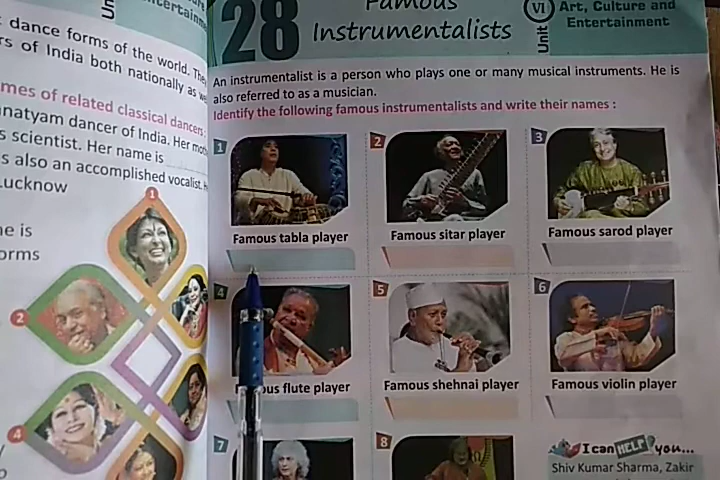 dance forms of the world. The
rs of India both nationally as
mes of related classical dancers
natyam dancer of India. Her
s scientist. Her name is
s also an accomplished vocalist.
Lucknow
1
ne is
orms
2
4
28
Famous
Instrumentalists
Unit
VI
Art, Culture and
Entertainment
An instrumentalist is a person who plays one or many musical instruments. He is
also referred to as a musician.
Identify the following famous instrumentalists and write their names :
1
2
3
Famous tabla player
Famous sitar player
Famous sarod player
4
5
6
flute player
Famous shehnai player
Famous violin player
7
8
I can HELP you...
Shiv Kumar Sharma, Zakir